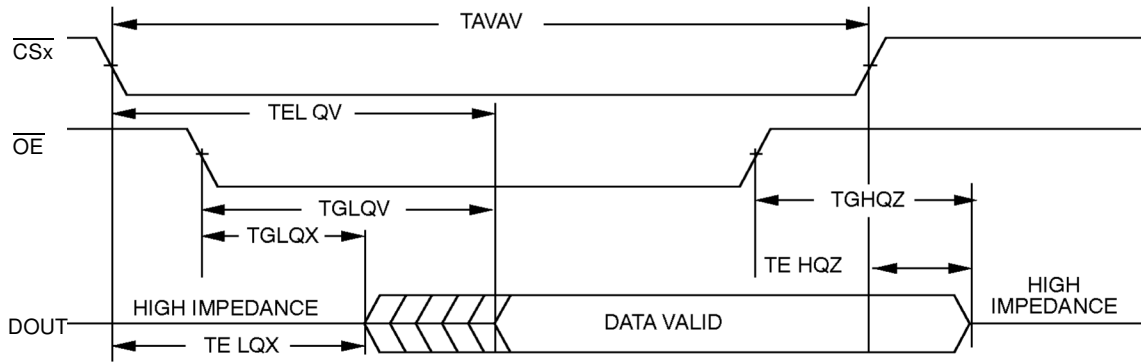 TAVAV
CSx
TEL QV
OE
TGLQV
TGHQZ
TGLQX
TE HQZ
HIGH IMPEDANCE
HIGH
IMPEDANCE
DOUT
DATA VALID
TE LQX